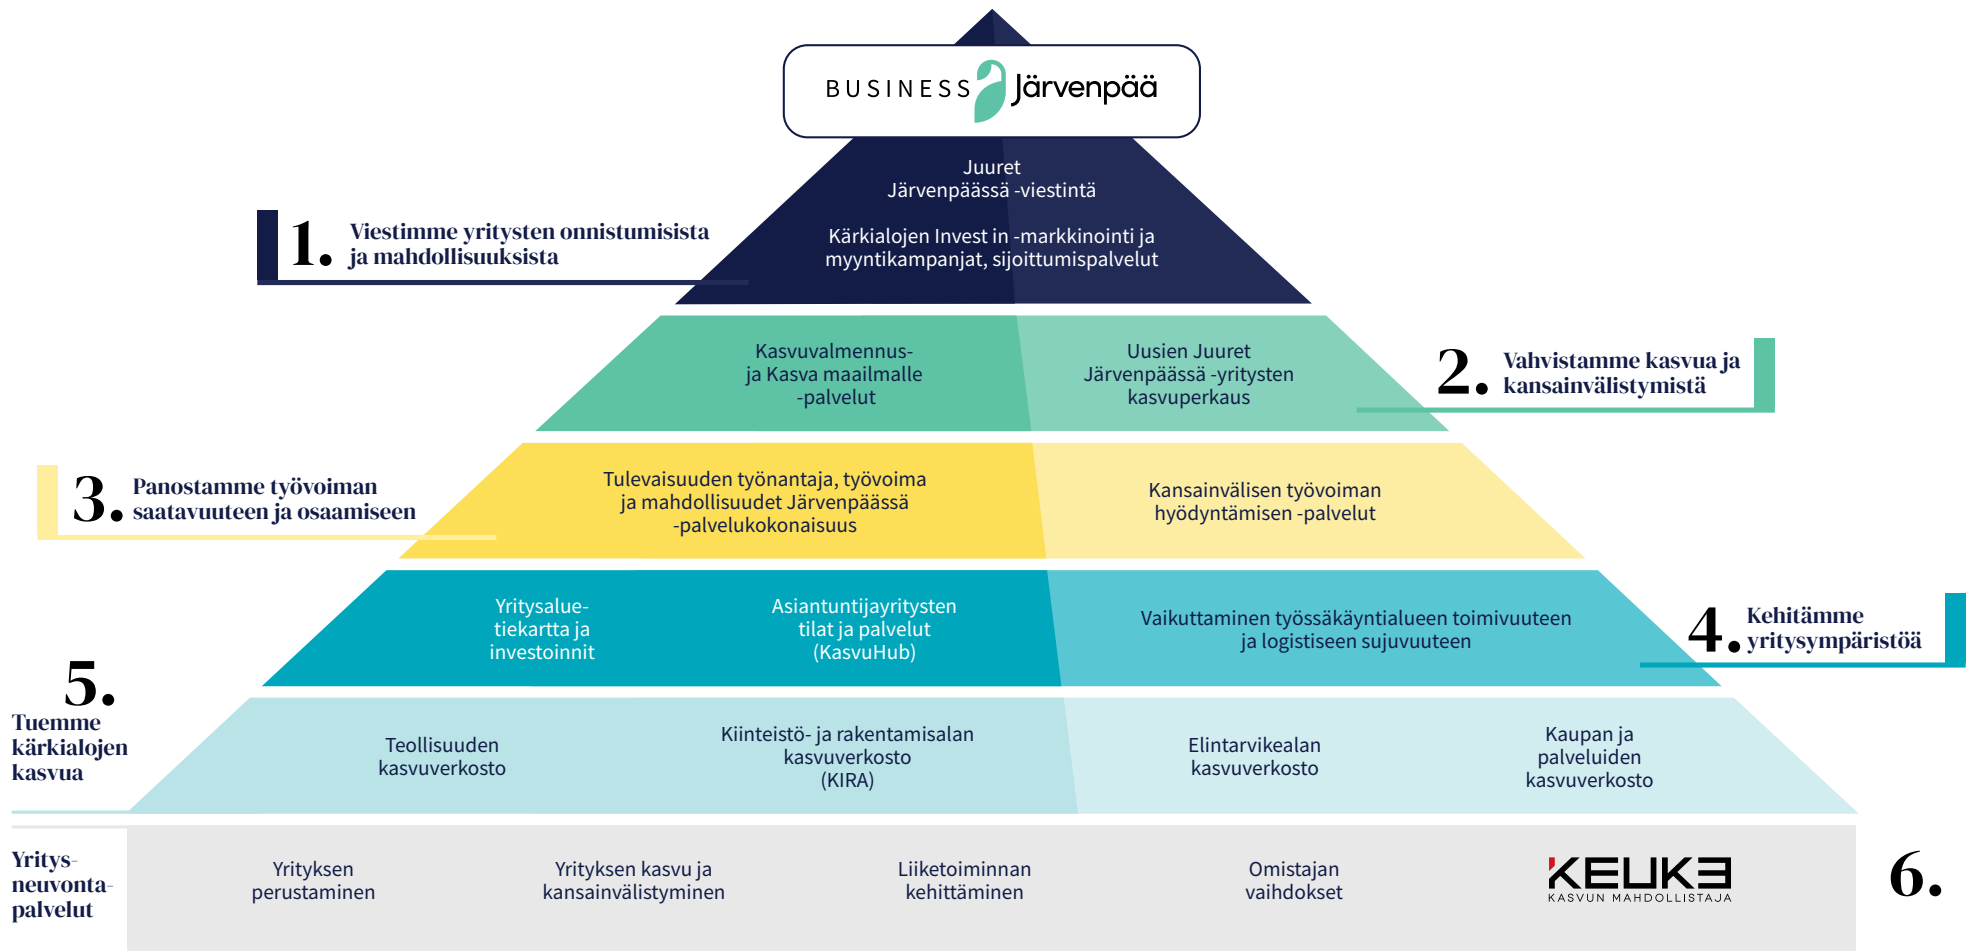 BUSINESS Järvenpää
Juuret
Järvenpäässä -viestintä
Kärkialojen Invest in -markkinointi ja
myyntikampanjat, sijoittumispalvelut
1. Viestimme yritysten onnistumisista
ja mahdollisuuksista
Kasvuvalmennus-
ja Kasva maailmalle
-palvelut
Uusien Juuret
Järvenpäässä -yritysten
kasvuperkaus
2. Vahvistamme kasvua ja
kansainvälistymistä
3. Panostamme työvoiman
saatavuuteen ja osaamiseen
Tulevaisuuden työnantaja, työvoima
ja mahdollisuudet Järvenpäässä
-palvelukokonaisuus
Kansainvälisen työvoiman
hyödyntämisen -palvelut
Yritysalue-
tiekartta ja
investoinnit
Asiantuntijayritysten
tilat ja palvelut
(KasvuHub)
Vaikuttaminen työssäkäyntialueen toimivuuteen
ja logistiseen sujuvuuteen
4. Kehitämme
yritysympäristöä
5.
Tuemme
kärkialojen
kasvua
Teollisuuden
kasvuverkosto
Kiinteistö- ja rakentamisalan
kasvuverkosto
(KIRA)
Elintarvikealan
kasvuverkosto
Kaupan ja
palveluiden
kasvuverkosto
Yritys-
neuvonta-
palvelut
Yrityksen
perustaminen
Yrityksen kasvu ja
kansainvälistyminen
Liiketoiminnan
kehittäminen
Omistajan
vaihdokset
KEUKE
KASVUN MAHDOLLISTAJA
6.